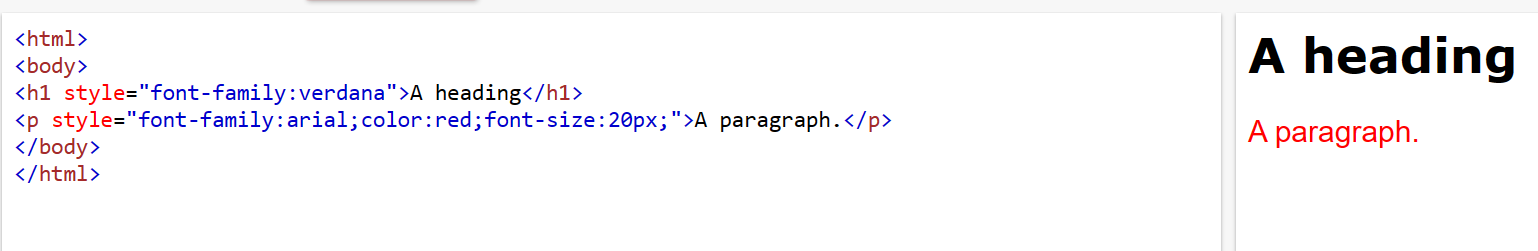 <html>
<body>
<h1 style="font-family:verdana">A heading</h1>
<p style="font-family:arial;color:red;font-size:20px;">A paragraph.</p>
</body>
</html>
A heading
A paragraph.